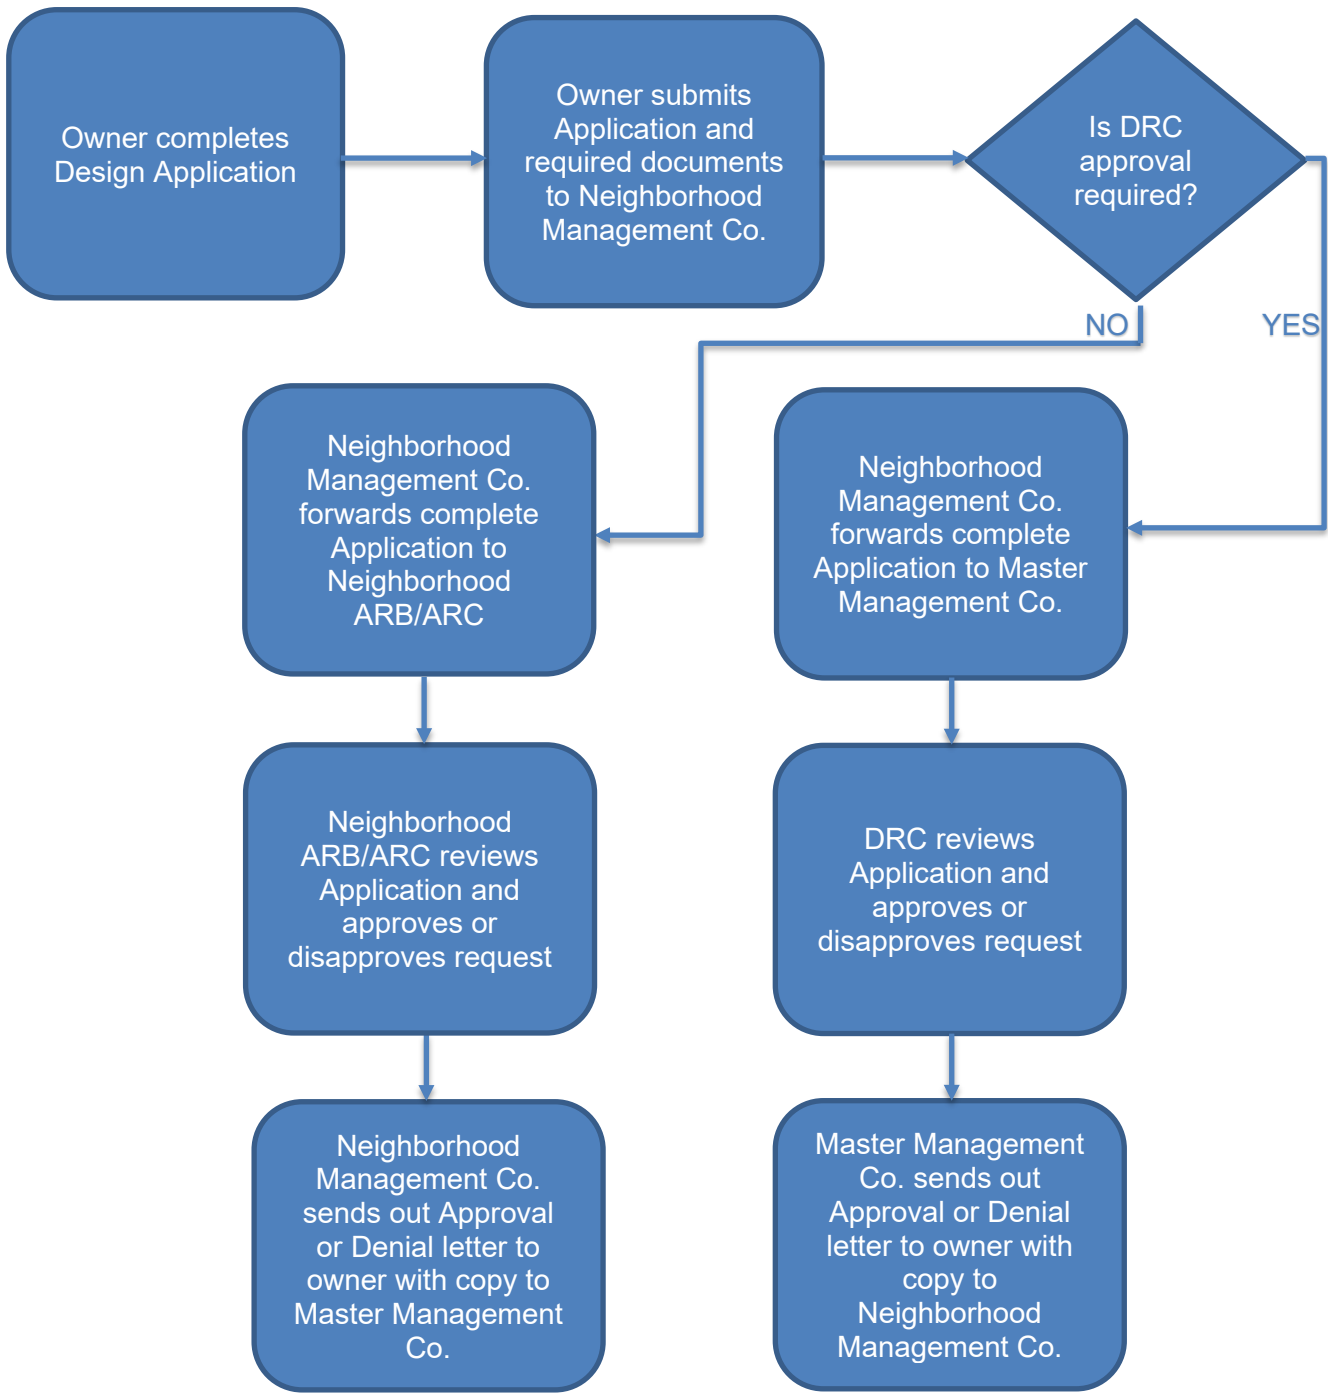 Owner completes
Design Application
Owner submits
Application and
required documents
to Neighborhood
Management Co.
Is DRC
approval
required?
NO
YES
Neighborhood
Management Co.
forwards complete
Application to
Neighborhood
ARB/ARC
Neighborhood
Management Co.
forwards complete
Application to Master
Management Co.
Neighborhood
ARB/ARC reviews
Application and
approves or
disapproves request
DRC reviews
Application and
approves or
disapproves request
Neighborhood
Management Co.
sends out Approval
or Denial letter to
owner with copy to
Master Management
Co.
Master Management
Co. sends out
Approval or Denial
letter to owner with
copy to
Neighborhood
Management Co.